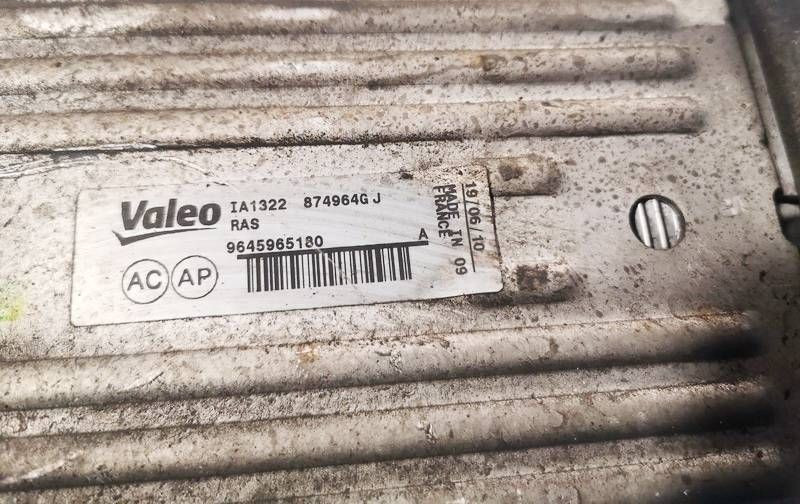 Valeo
IA1322 874964G J
RAS
9645965180 A
AC AP
19/06/10
MADE IN 09
FRANCE